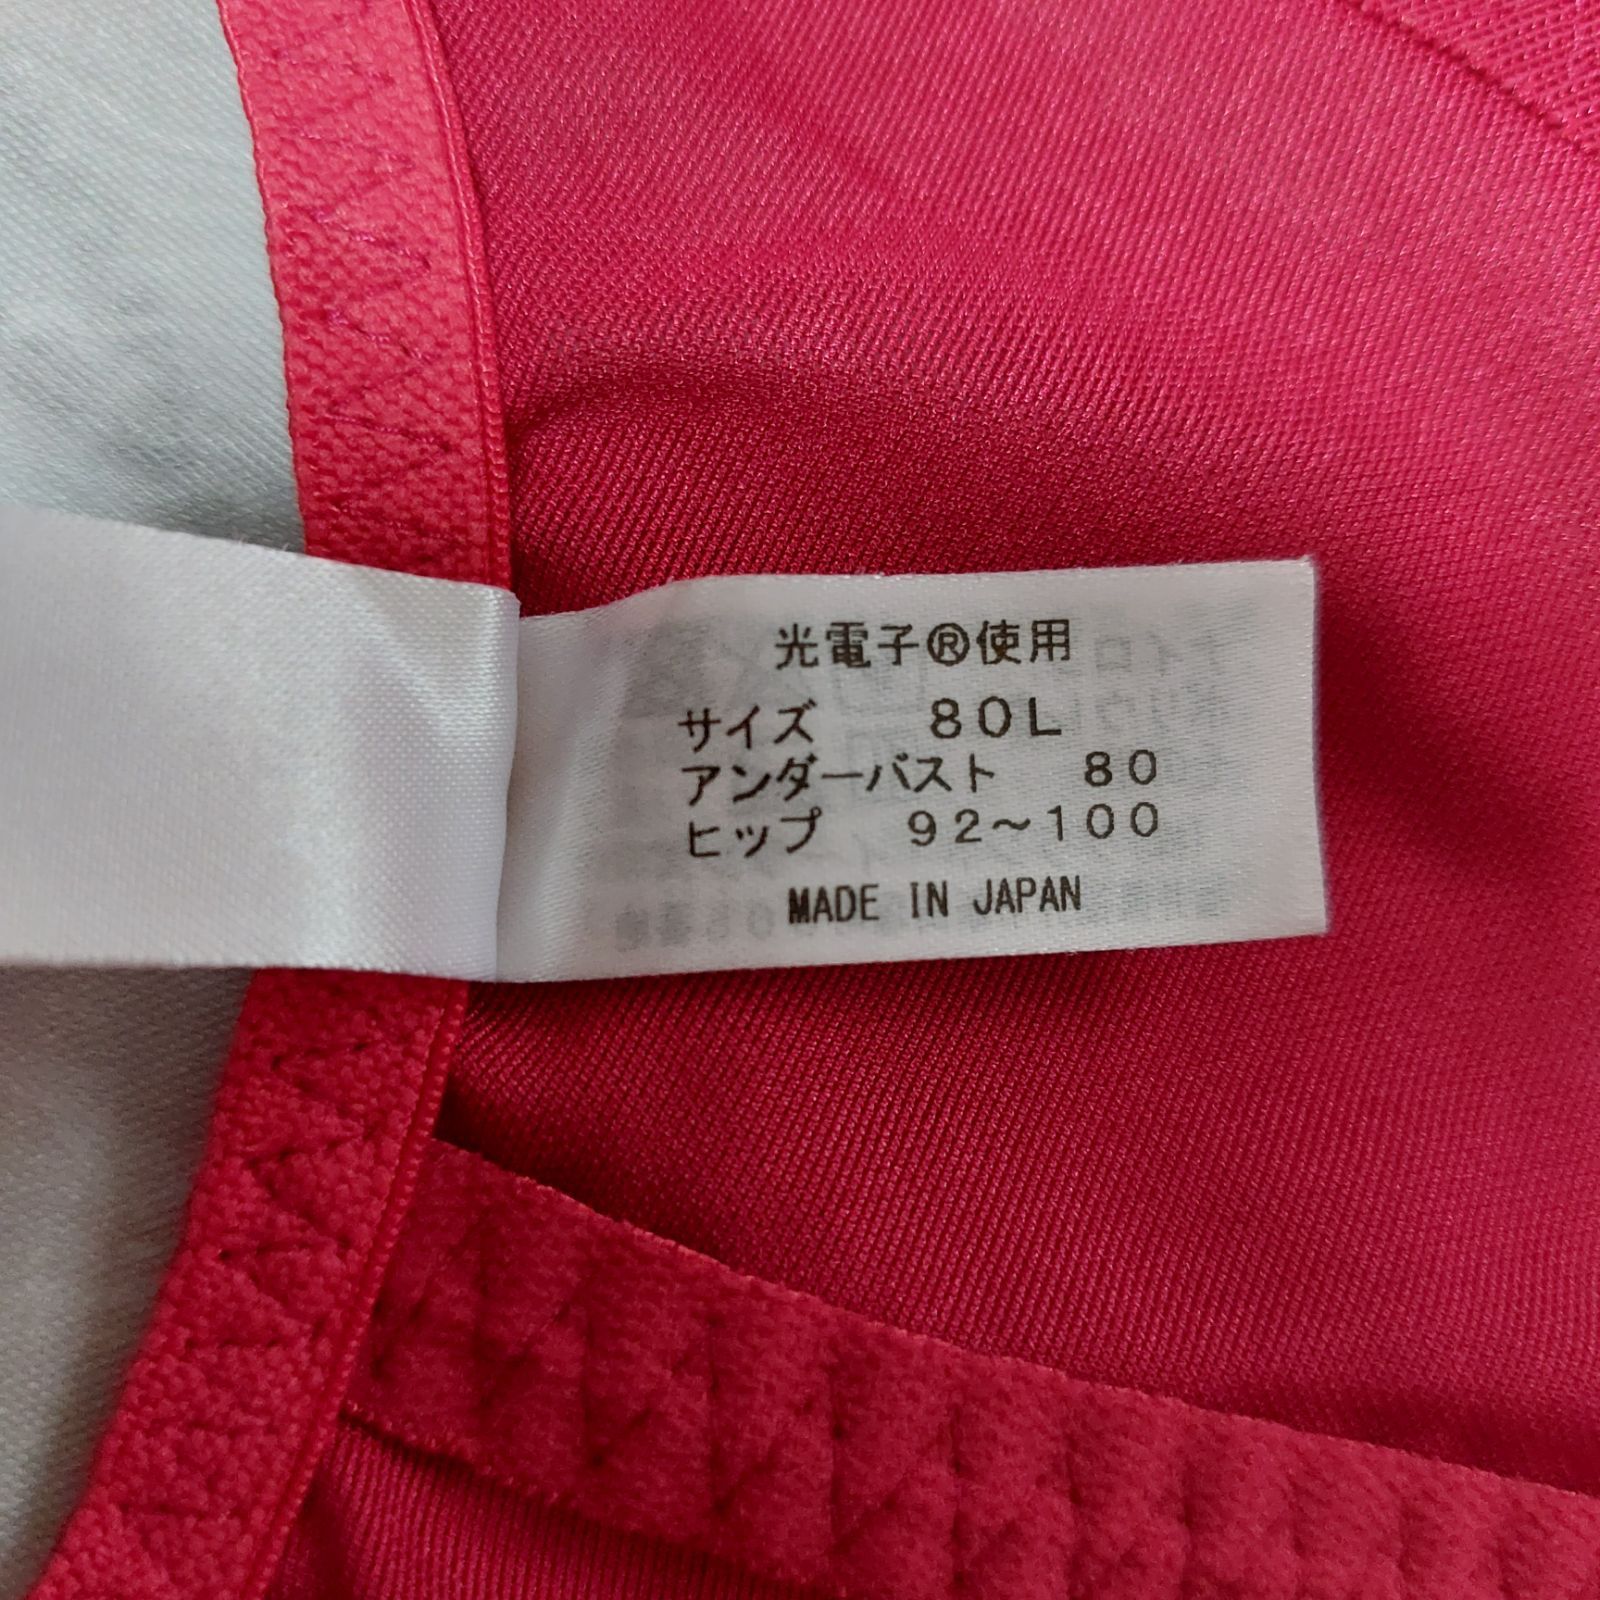 光電子®使用
サイズ 80L
アンダーバスト 80
ヒップ 92～100
MADE IN JAPAN